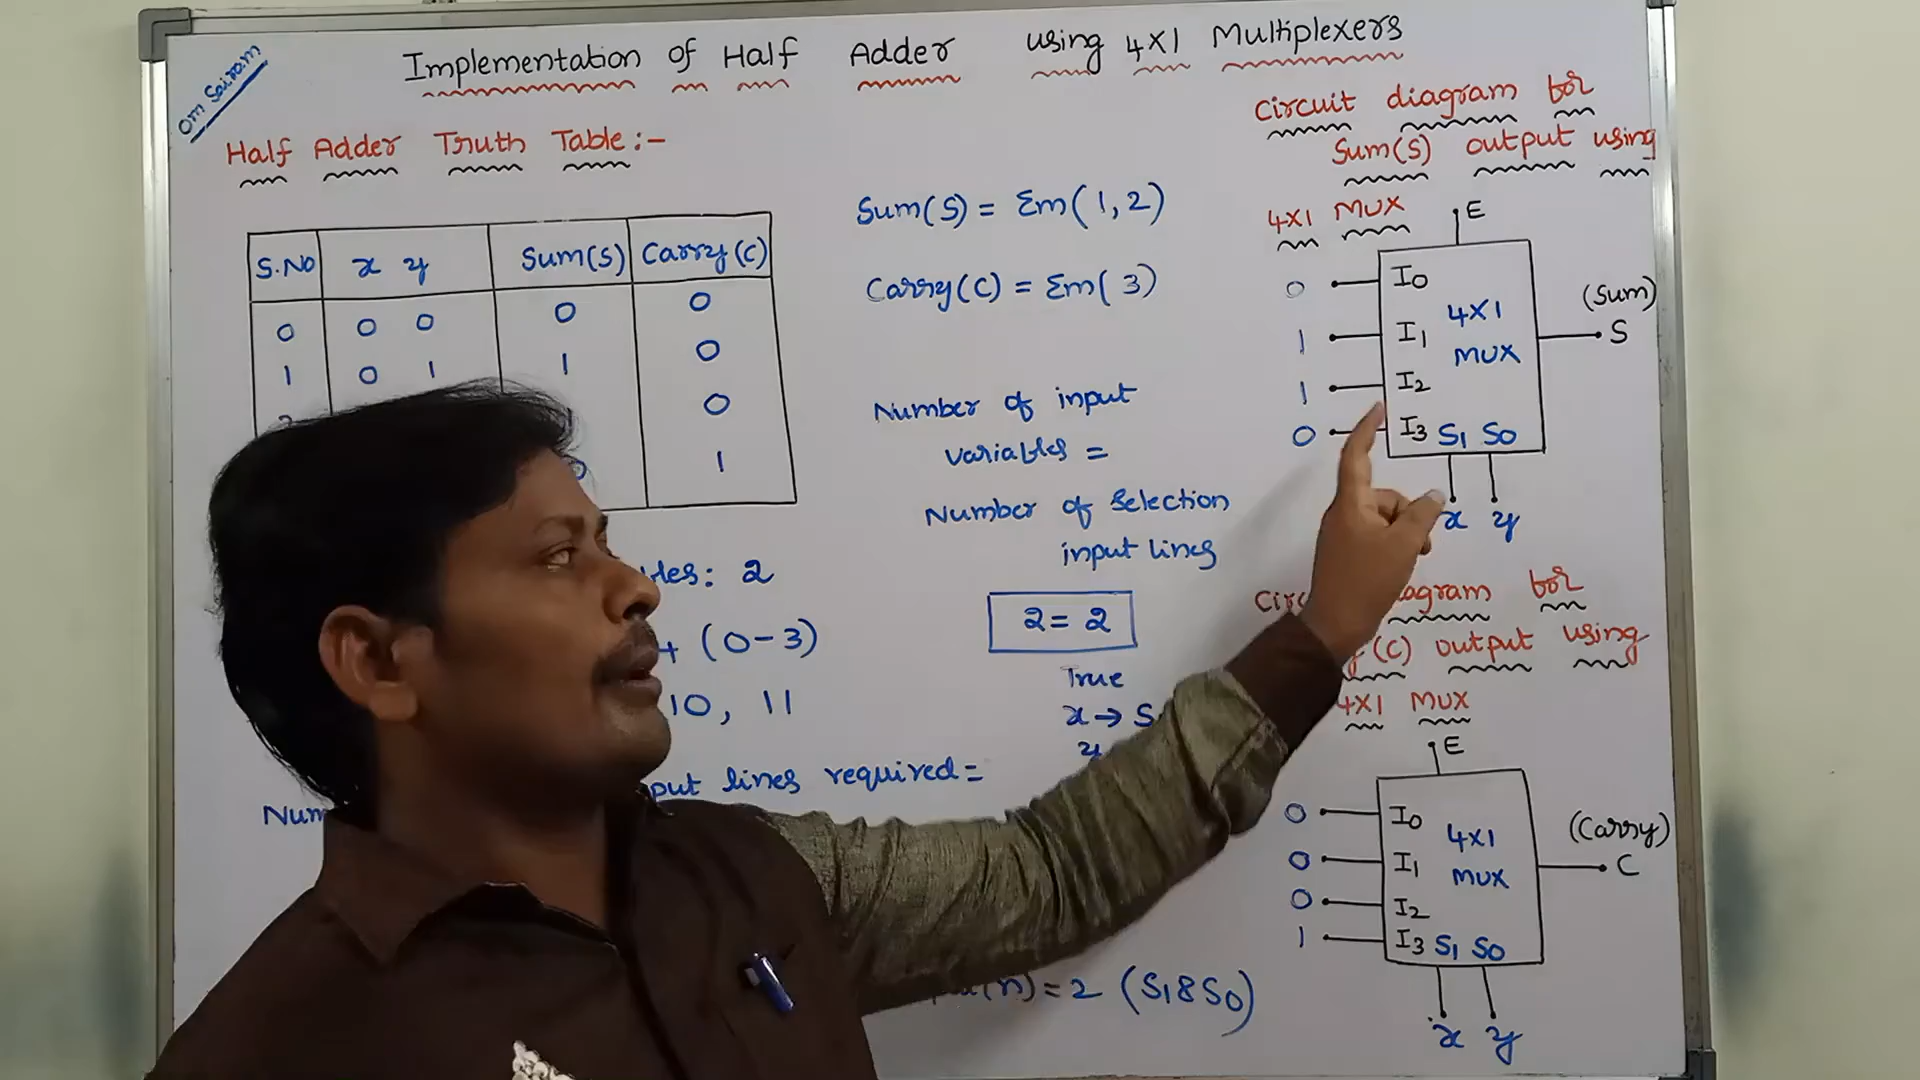 Om Sairam
Implementation of Half Adder using 4X1 Multiplexers
Half Adder Truth Table:-
S.NO x y Sum(S) Carry(C)
0 0 0 0 0
1 0 1 1 0
0
1
2
(0-3)
10, 11
lines required=
Sum(S) = Σm(1,2)
Carry(C) = Σm(3)
Number of input
variables =
Number of Selection
input lines
2 = 2
True
x → S
y
(n)=2 (S1&S0)
Circuit diagram for
Sum(S) output using
4X1 MUX
E
0 I0
1 I1
1 I2
0 I3 S1 S0
4X1
MUX
(Sum)
S
x y
diagram for
(C) output using
4X1 MUX
E
0 I0
0 I1
0 I2
1 I3 S1 S0
4X1
MUX
(Carry)
C
x y